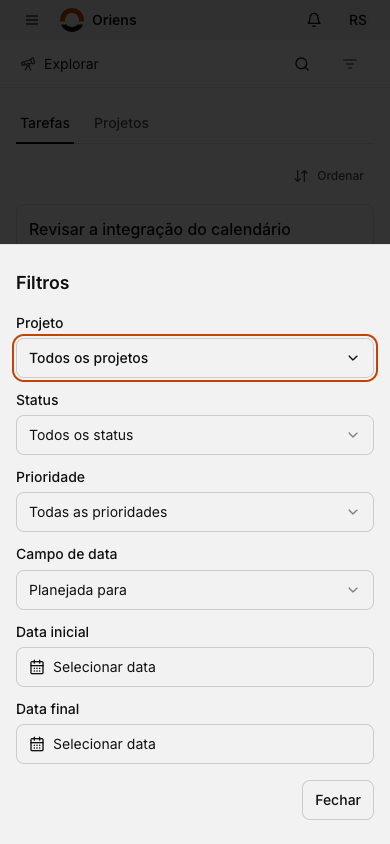 Oriens
RS
Explorar
Tarefas
Projetos
Ordenar
Revisar a integração do calendário
Filtros
Projeto
Todos os projetos
Status
Todos os status
Prioridade
Todas as prioridades
Campo de data
Planejada para
Data inicial
Selecionar data
Data final
Selecionar data
Fechar